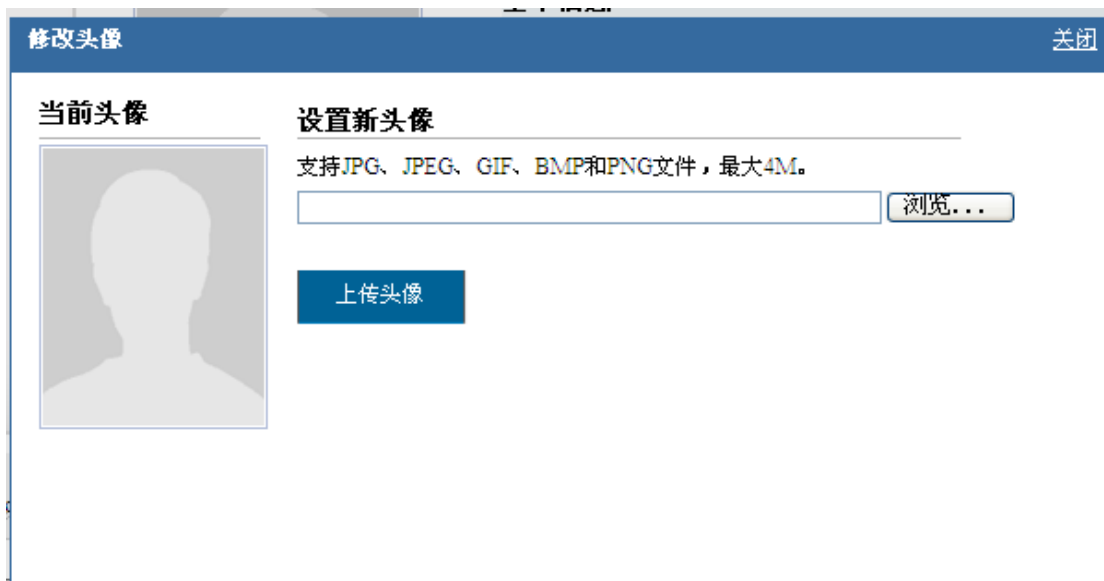 修改头像
关闭
当前头像
设置新头像
支持JPG、JPEG、GIF、BMP和PNG文件，最大4M。
浏览...
上传头像